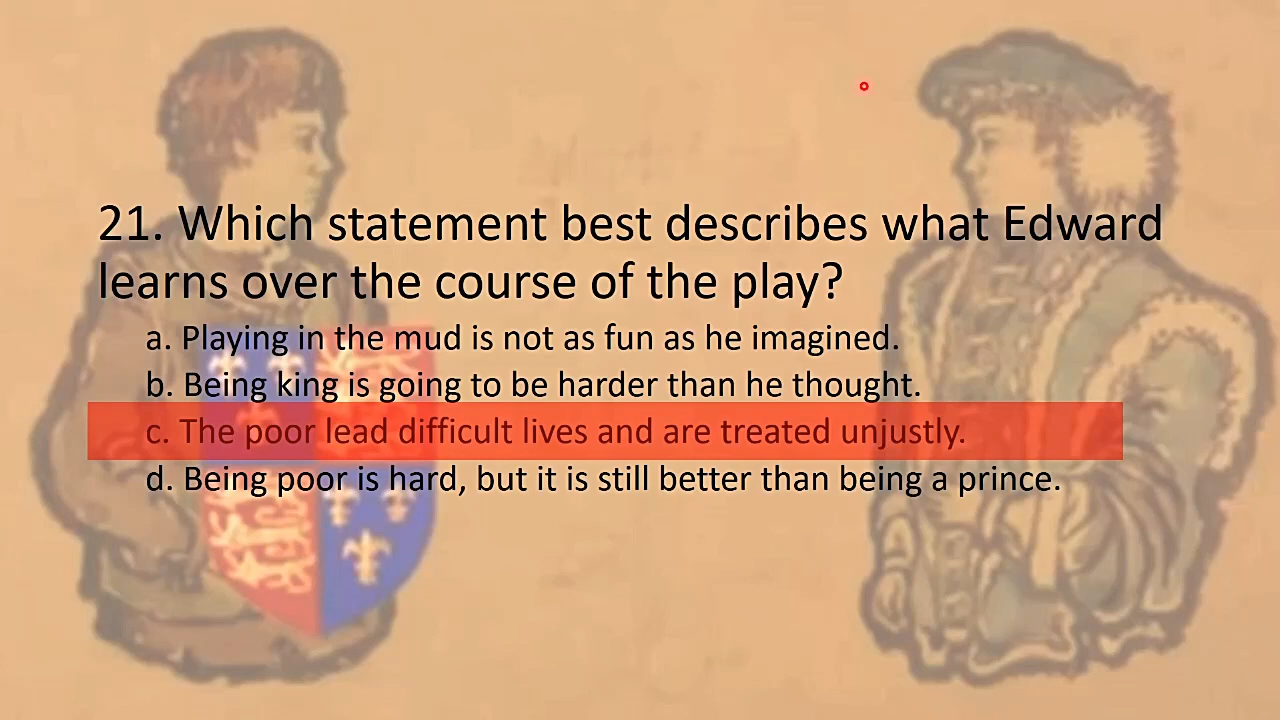 21. Which statement best describes what Edward
learns over the course of the play?
a. Playing in the mud is not as fun as he imagined.
b. Being king is going to be harder than he thought.
c. The poor lead difficult lives and are treated unjustly.
d. Being poor is hard, but it is still better than being a prince.